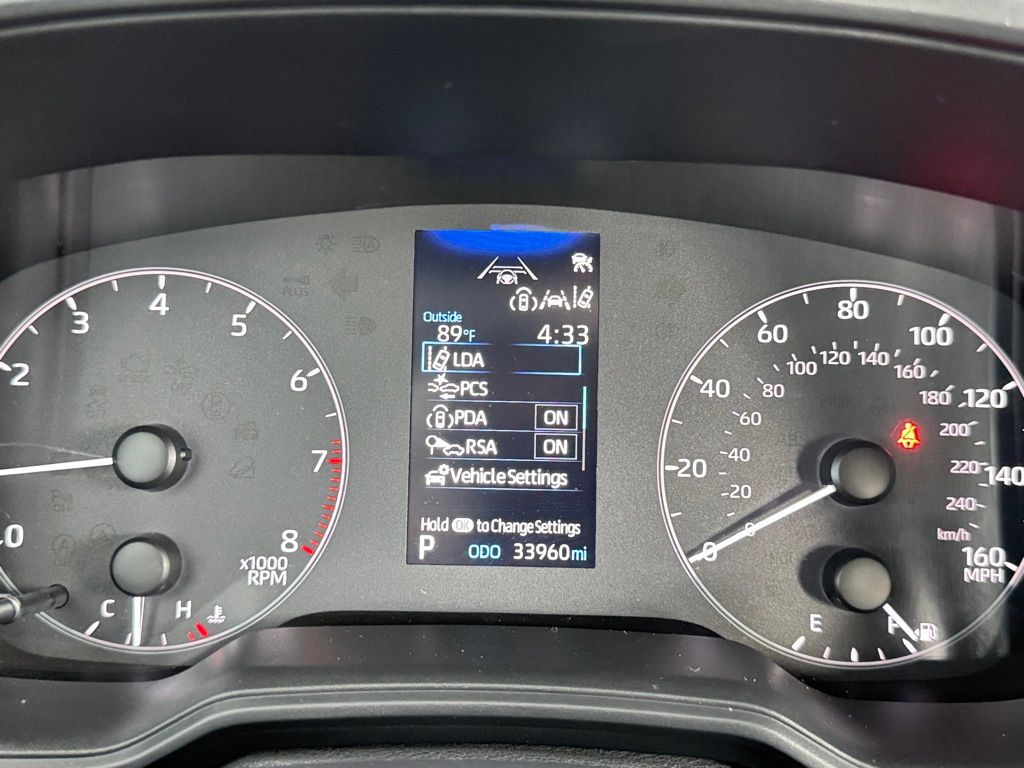 2
3
4
5
6
7
8
0
x1000
RPM
C
H
Outside
89°F
4:33
LDA
PCS
PDA ON
RSA ON
Vehicle Settings
Hold OK to Change Settings
P ODO 33960 mi
0
20
40
60
80
100
120
140
160
MPH
0
20
40
60
80
100
120
140
160
180
200
220
240
km/h
E
F